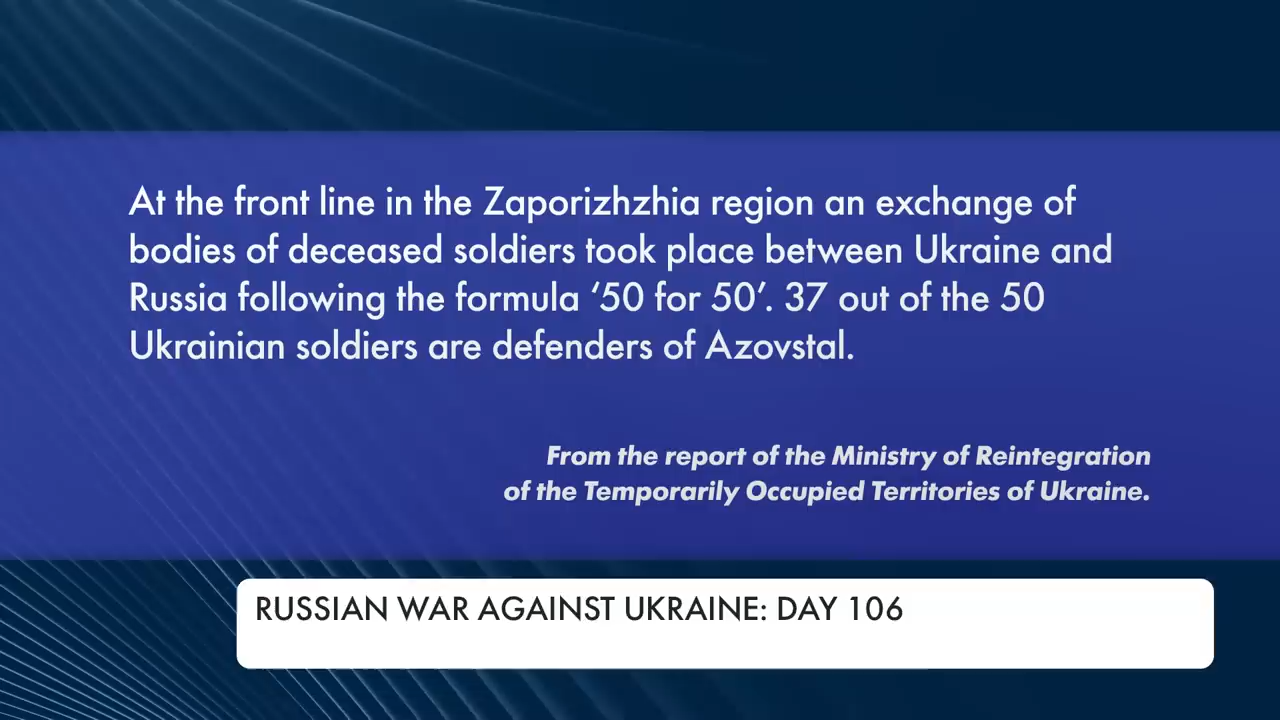 At the front line in the Zaporizhzhia region an exchange of
bodies of deceased soldiers took place between Ukraine and
Russia following the formula ‘50 for 50’. 37 out of the 50
Ukrainian soldiers are defenders of Azovstal.
From the report of the Ministry of Reintegration
of the Temporarily Occupied Territories of Ukraine.
RUSSIAN WAR AGAINST UKRAINE: DAY 106